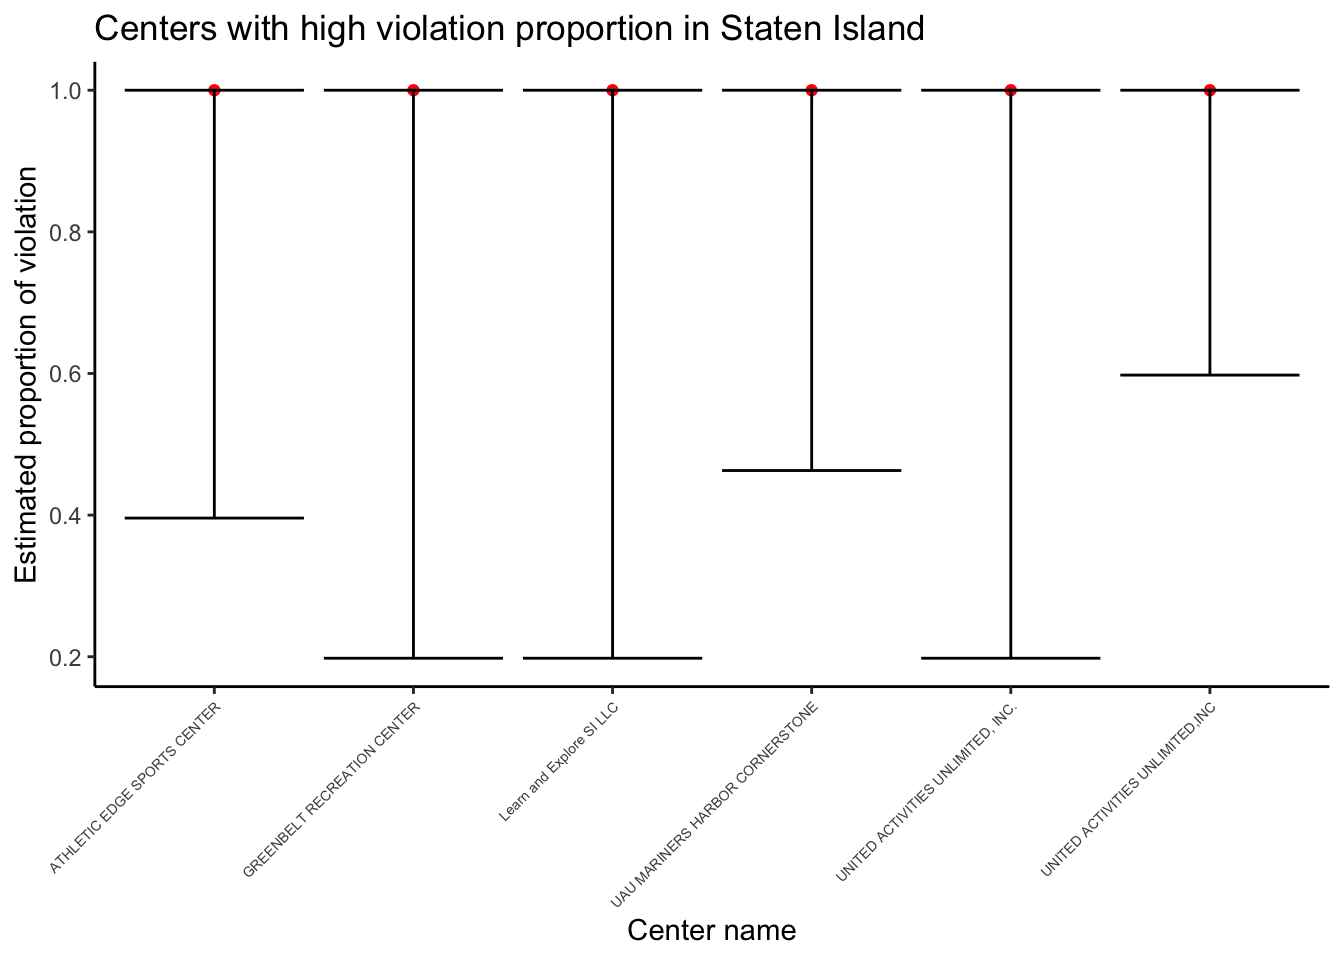 Centers with high violation proportion in Staten Island
Estimated proportion of violation
1.0
0.8
0.6
0.4
0.2
ATHLETIC EDGE SPORTS CENTER
GREENBELT RECREATION CENTER
Learn and Explore SI LLC
UAU MARINERS HARBOR CORNERSTONE
UNITED ACTIVITIES UNLIMITED, INC.
UNITED ACTIVITIES UNLIMITED,INC
Center name